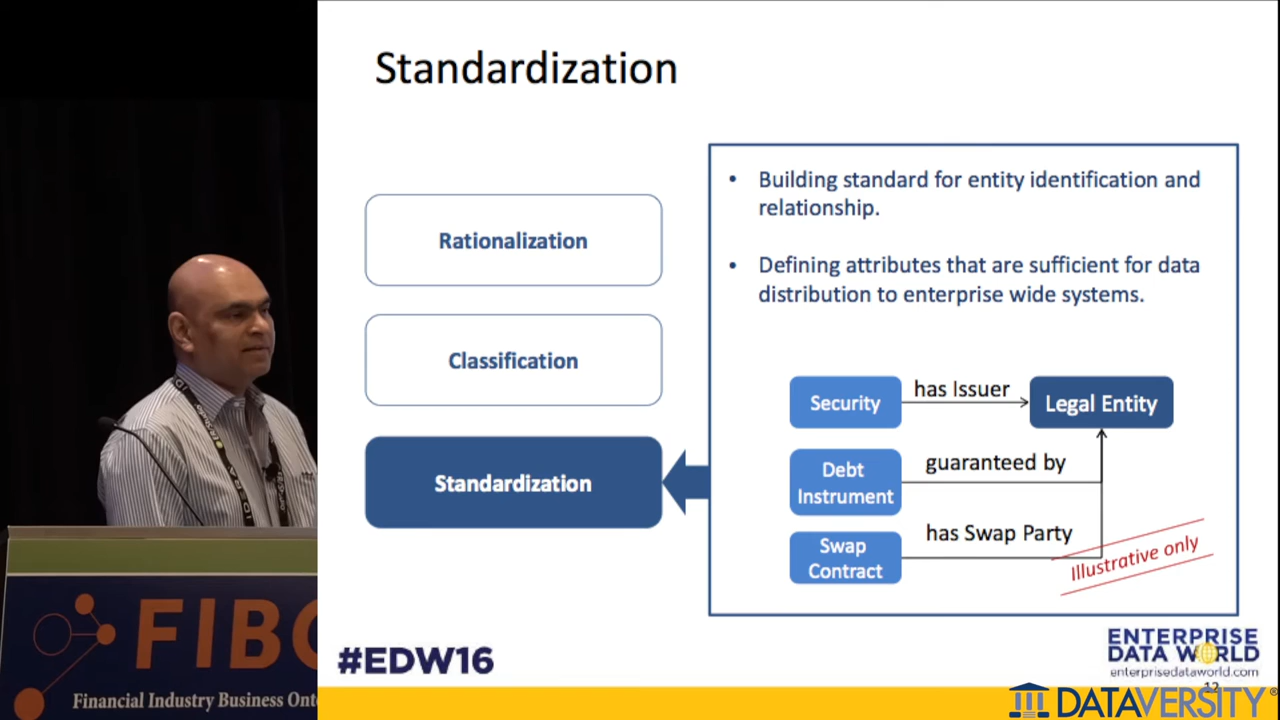 Standardization
Rationalization
Classification
Standardization
• Building standard for entity identification and
relationship.
• Defining attributes that are sufficient for data
distribution to enterprise wide systems.
Security
has Issuer
Legal Entity
Debt
Instrument
guaranteed by
Swap
Contract
has Swap Party
Illustrative only
FIBO
Financial Industry Business Onto
#EDW16
ENTERPRISE
DATA WORLD
enterprisedataworld.com
12
DATAVERSITY®